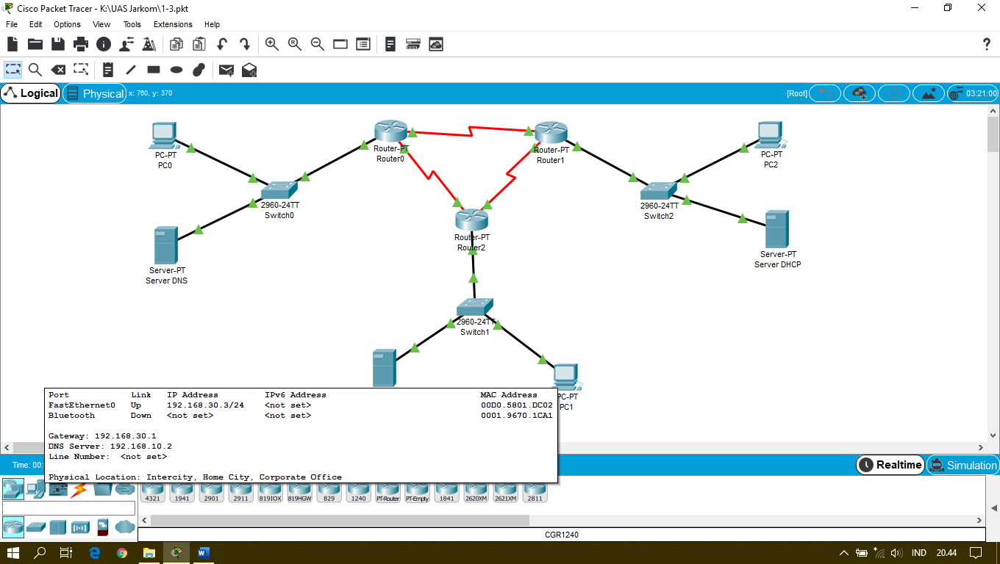 Cisco Packet Tracer - K:\UAS Jarkom\1-3.pkt
File Edit Options View Tools Extensions Help
Logical Physical x: 760, y: 370 [Root] 03:21:00
PC-PT
PC0
Router-PT
Router0
Router-PT
Router1
PC-PT
PC2
2960-24TT
Switch0
2960-24TT
Switch2
Router-PT
Router2
Server-PT
Server DNS
Server-PT
Server DHCP
2960-24TT
Switch1
PC-PT
PC1
Port Link IP Address IPv6 Address MAC Address
FastEthernet0 Up 192.168.30.3/24 <not set> 00D0.5801.DC02
Bluetooth Down <not set> <not set> 0001.9670.1CA1
Gateway: 192.168.30.1
DNS Server: 192.168.10.2
Line Number: <not set>
Physical Location: Intercity, Home City, Corporate Office
Time: 00: Realtime Simulation
4321 1941 2901 2911 819IOX 819HGW 829 1240 PT-Router PT-Empty 1841 2620XM 2621XM 2811
CGR1240
IND 20.44